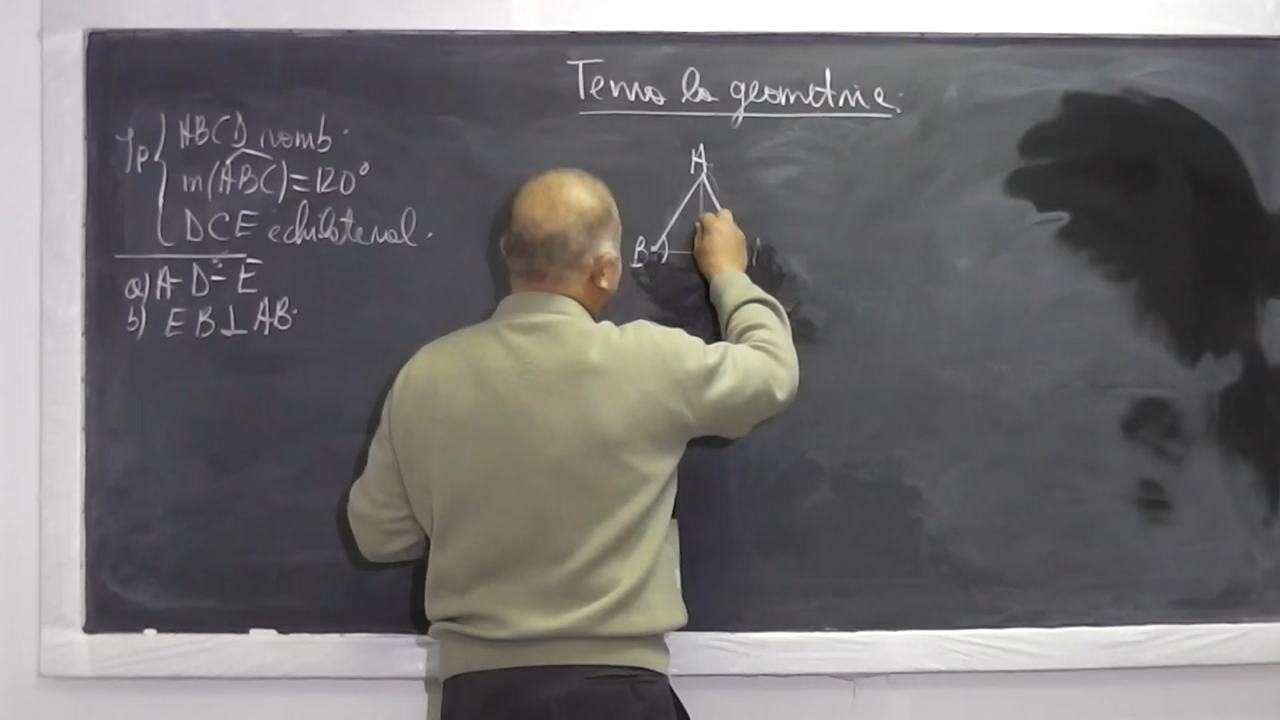 Tema la geometrie.
Ip { ABCD romb.
m(ABC)=120°
DCE echilateral.
a) A-D-E
b) EB⊥AB.
A
B